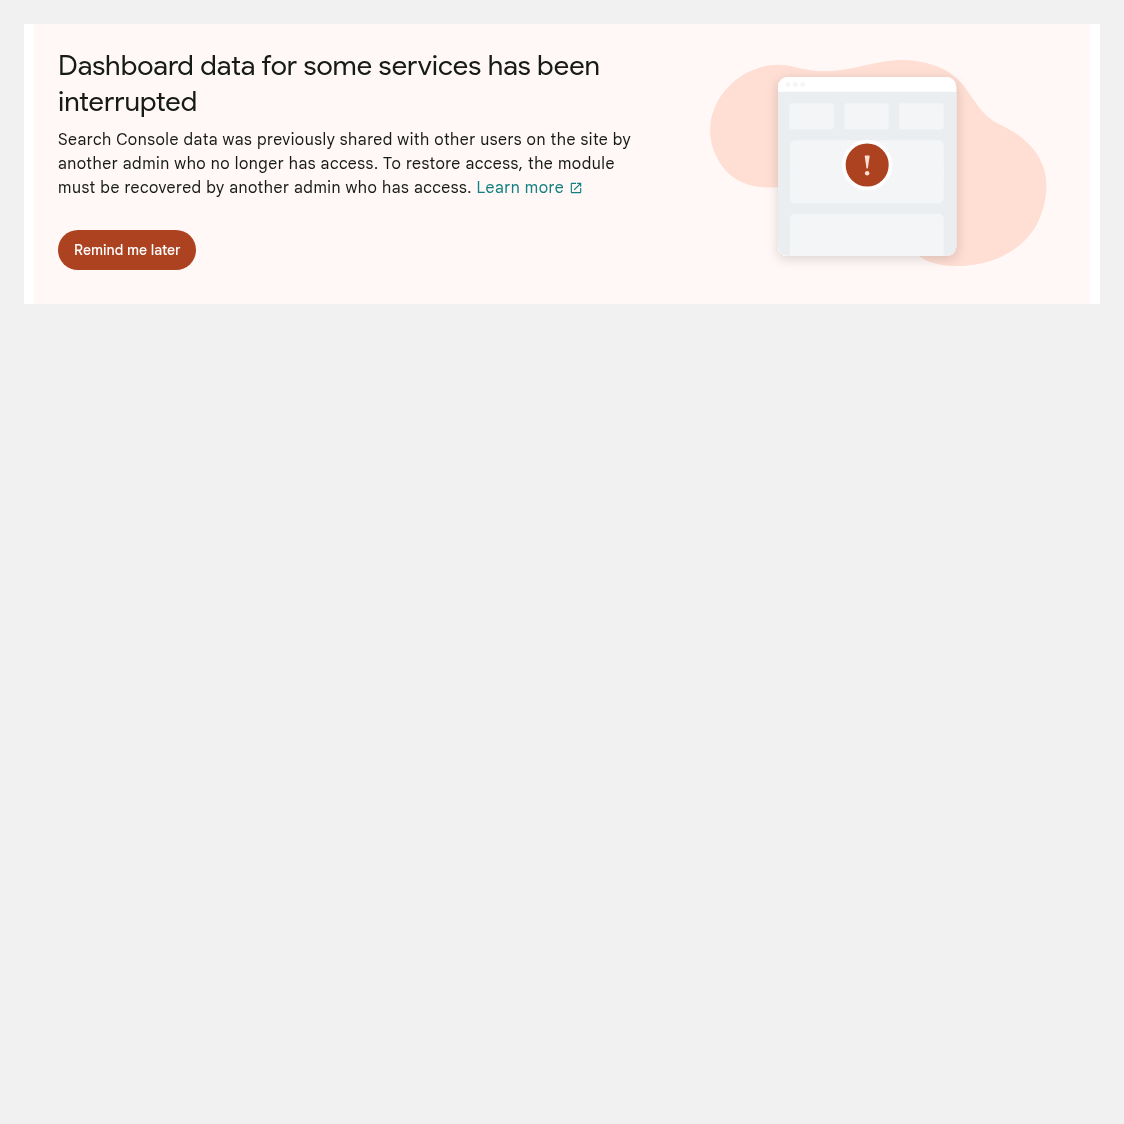 Dashboard data for some services has been
interrupted
Search Console data was previously shared with other users on the site by
another admin who no longer has access. To restore access, the module
must be recovered by another admin who has access. Learn more
Remind me later
!